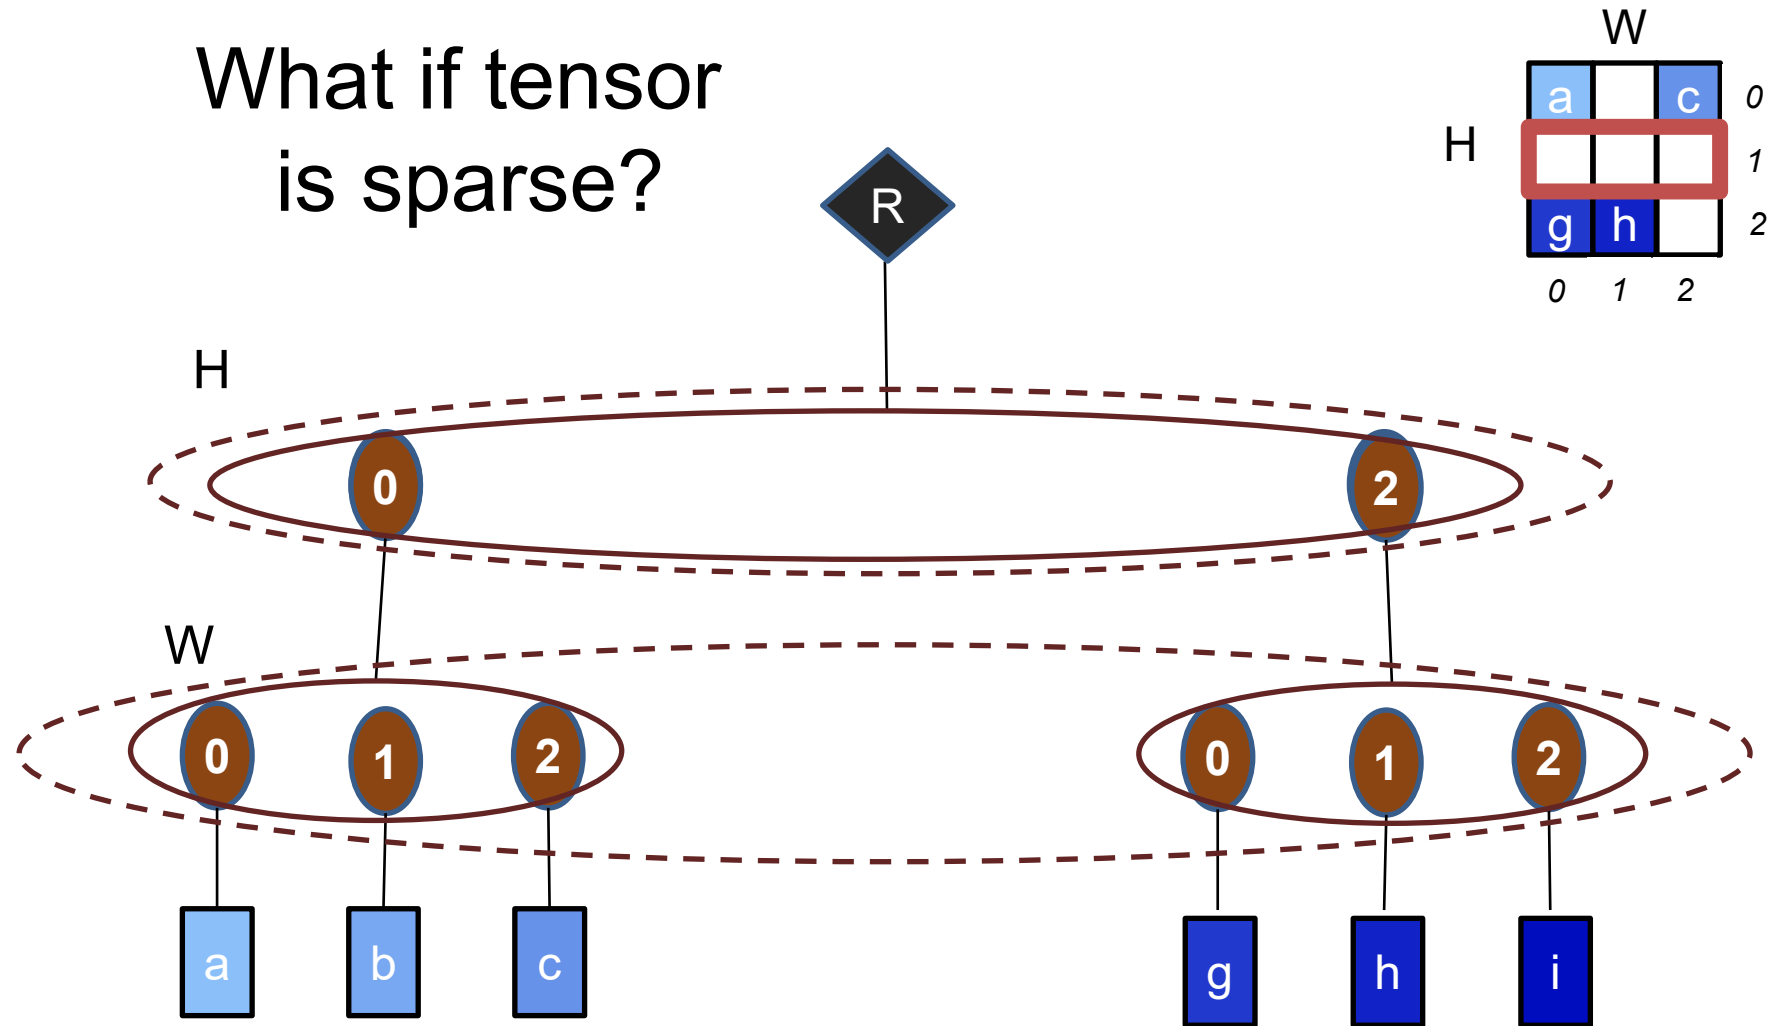 What if tensor
is sparse?
W
a c 0
H 1
g h 2
0 1 2
R
H
0 2
W
0 1 2 0 1 2
a b c g h i